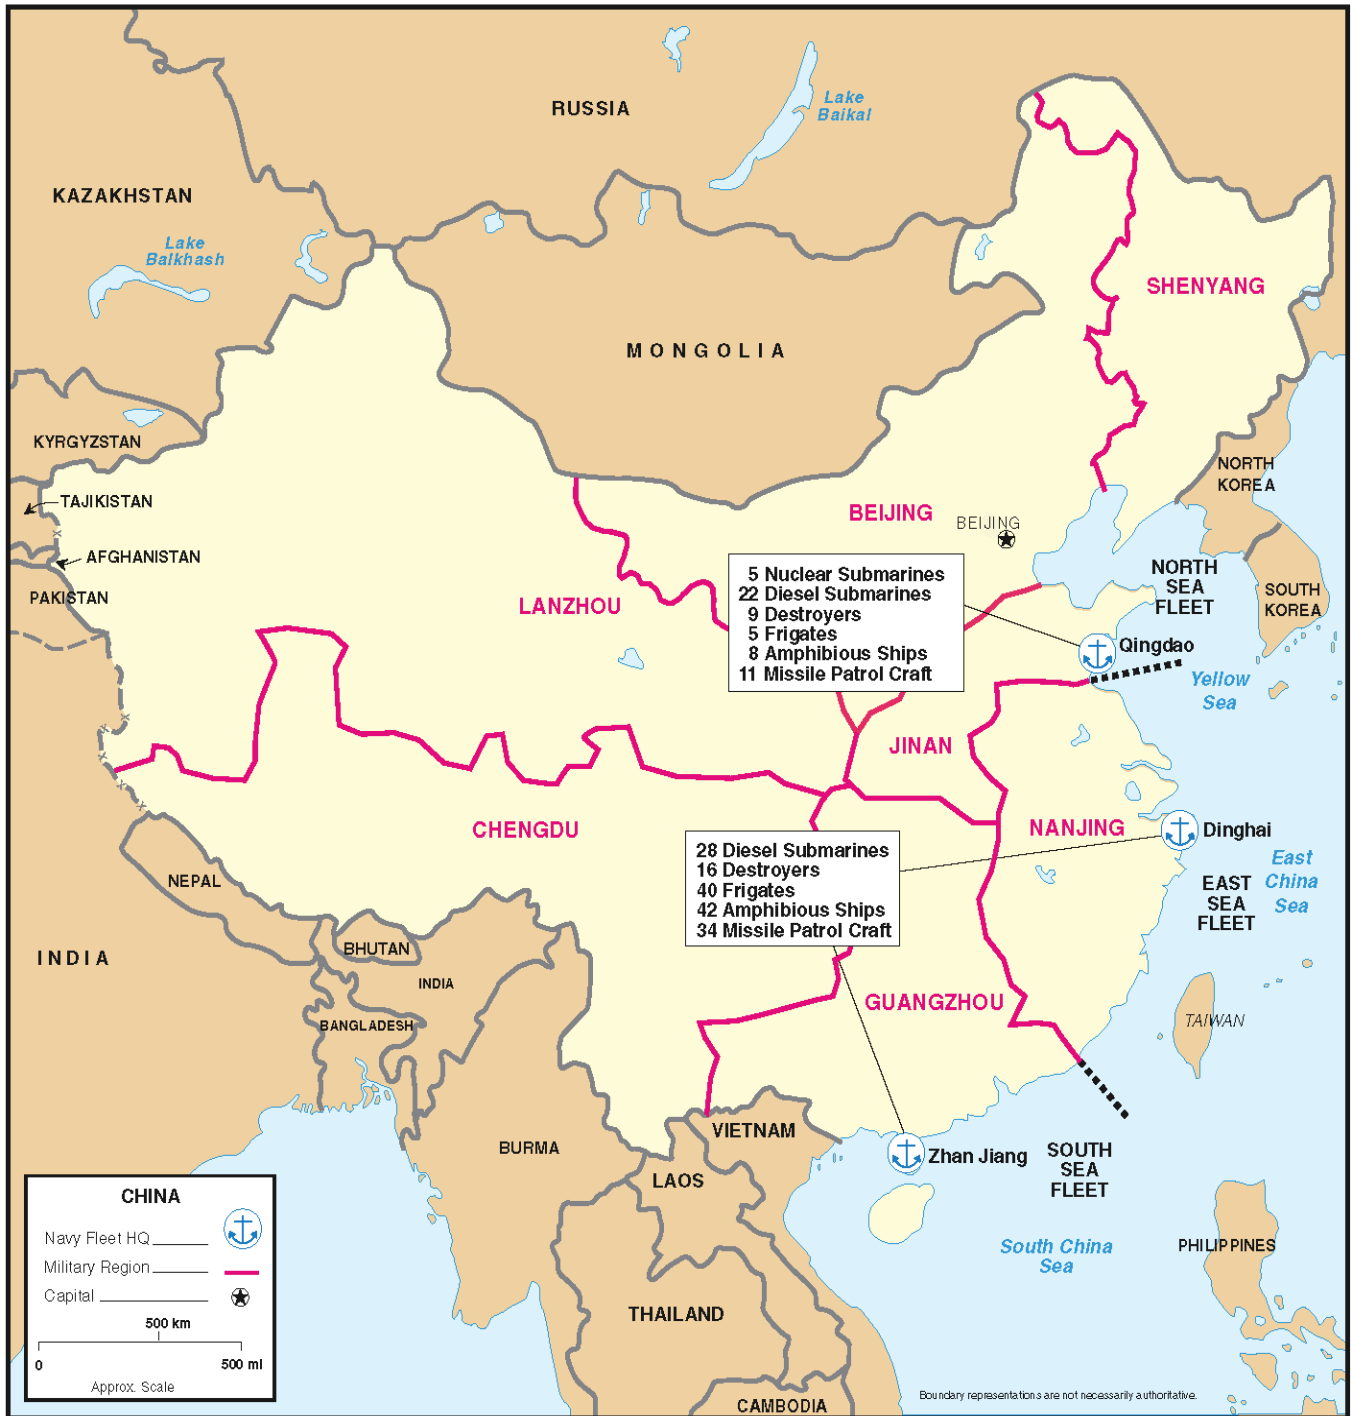 RUSSIA
Lake
Baikal
KAZAKHSTAN
Lake
Balkhash
SHENYANG
MONGOLIA
KYRGYZSTAN
NORTH
KOREA
TAJIKISTAN
BEIJING
BEIJING
AFGHANISTAN
PAKISTAN
LANZHOU
5 Nuclear Submarines
22 Diesel Submarines
9 Destroyers
5 Frigates
8 Amphibious Ships
11 Missile Patrol Craft
NORTH
SEA
FLEET
SOUTH
KOREA
Qingdao
Yellow
Sea
JINAN
CHENGDU
NANJING
Dinghai
28 Diesel Submarines
16 Destroyers
40 Frigates
42 Amphibious Ships
34 Missile Patrol Craft
East
China
Sea
EAST
SEA
FLEET
NEPAL
BHUTAN
INDIA
INDIA
GUANGZHOU
BANGLADESH
TAIWAN
VIETNAM
BURMA
Zhan Jiang
SOUTH
SEA
FLEET
LAOS
South China
Sea
PHILIPPINES
THAILAND
CAMBODIA
CHINA
Navy Fleet HQ
Military Region
Capital
500 km
0
500 mi
Approx. Scale
Boundary representations are not necessarily authoritative.